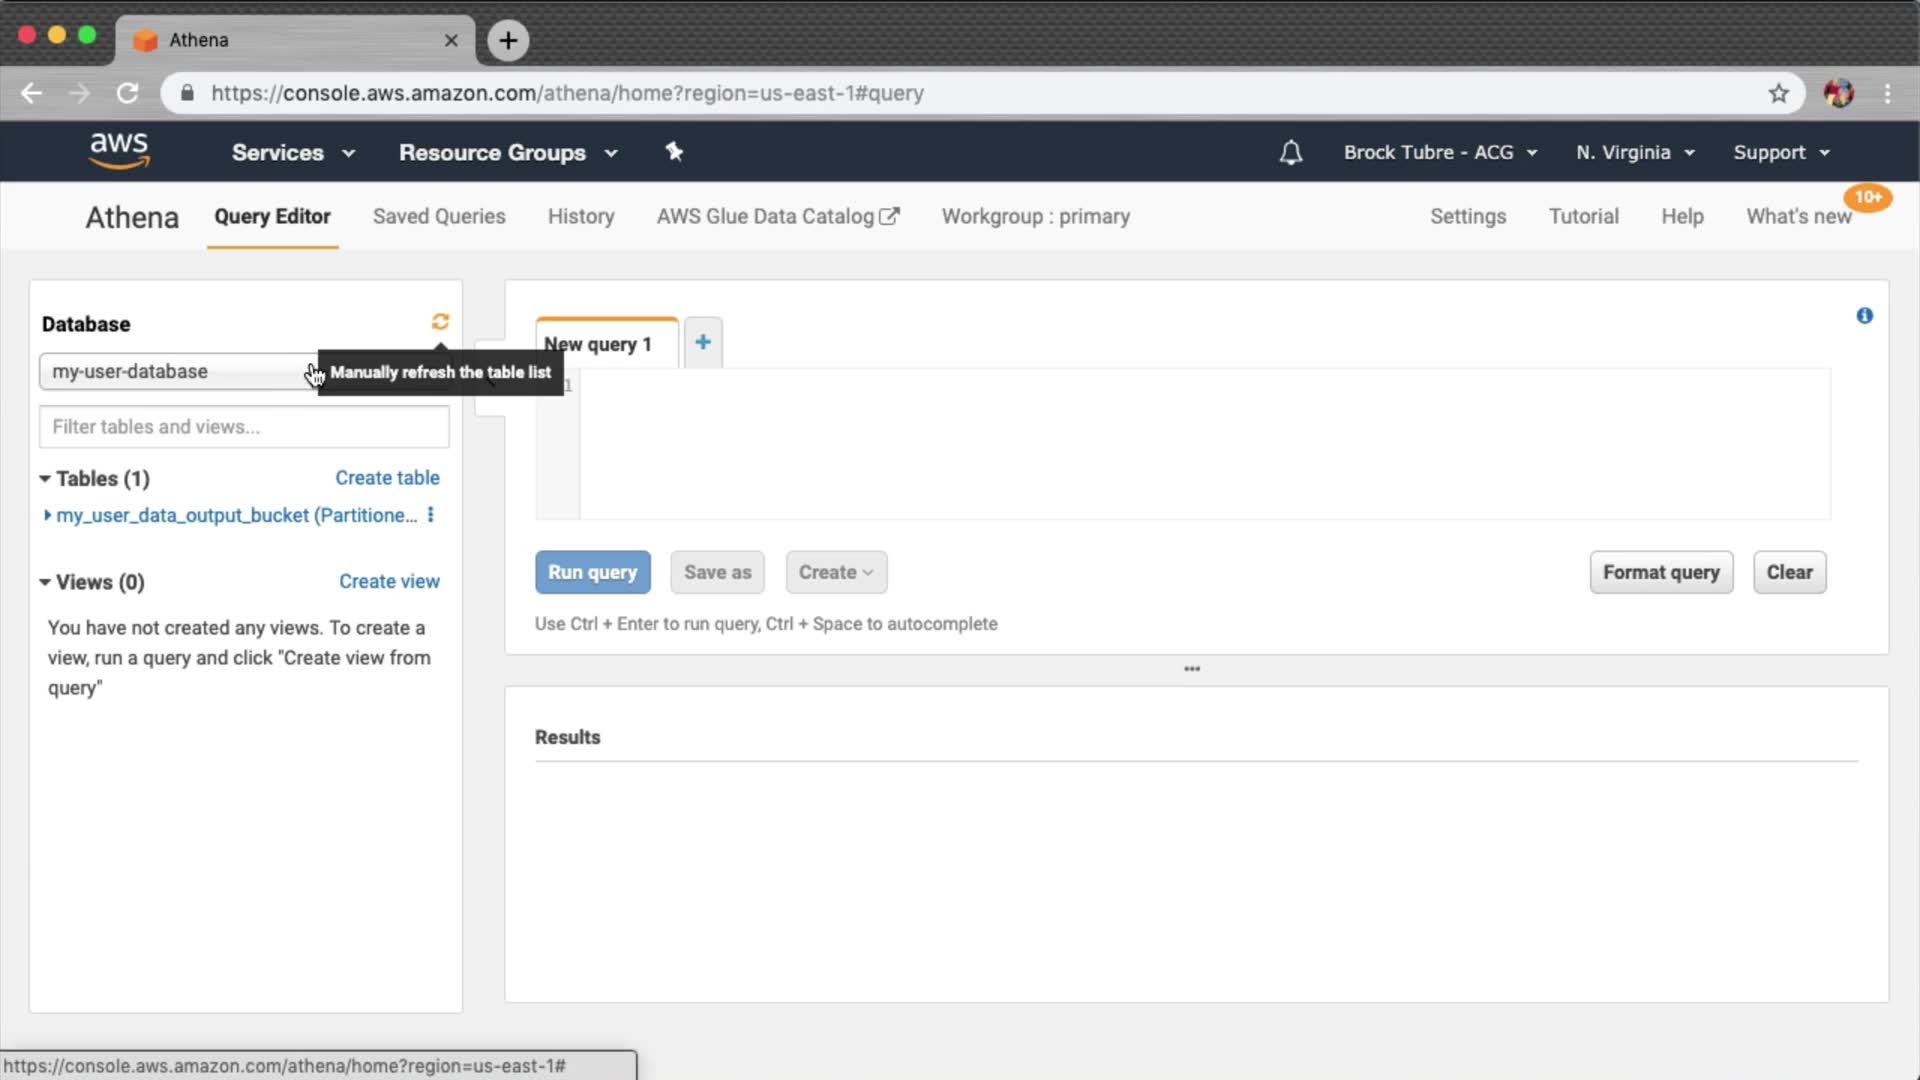 Athena
https://console.aws.amazon.com/athena/home?region=us-east-1#query
aws Services Resource Groups Brock Tubre - ACG N. Virginia Support
Athena Query Editor Saved Queries History AWS Glue Data Catalog Workgroup : primary Settings Tutorial Help What's new 10+
Database
my-user-database
Manually refresh the table list
Filter tables and views...
Tables (1) Create table
my_user_data_output_bucket (Partitione...
Views (0) Create view
You have not created any views. To create a
view, run a query and click "Create view from
query"
New query 1
1
Run query Save as Create Format query Clear
Use Ctrl + Enter to run query, Ctrl + Space to autocomplete
Results
https://console.aws.amazon.com/athena/home?region=us-east-1#